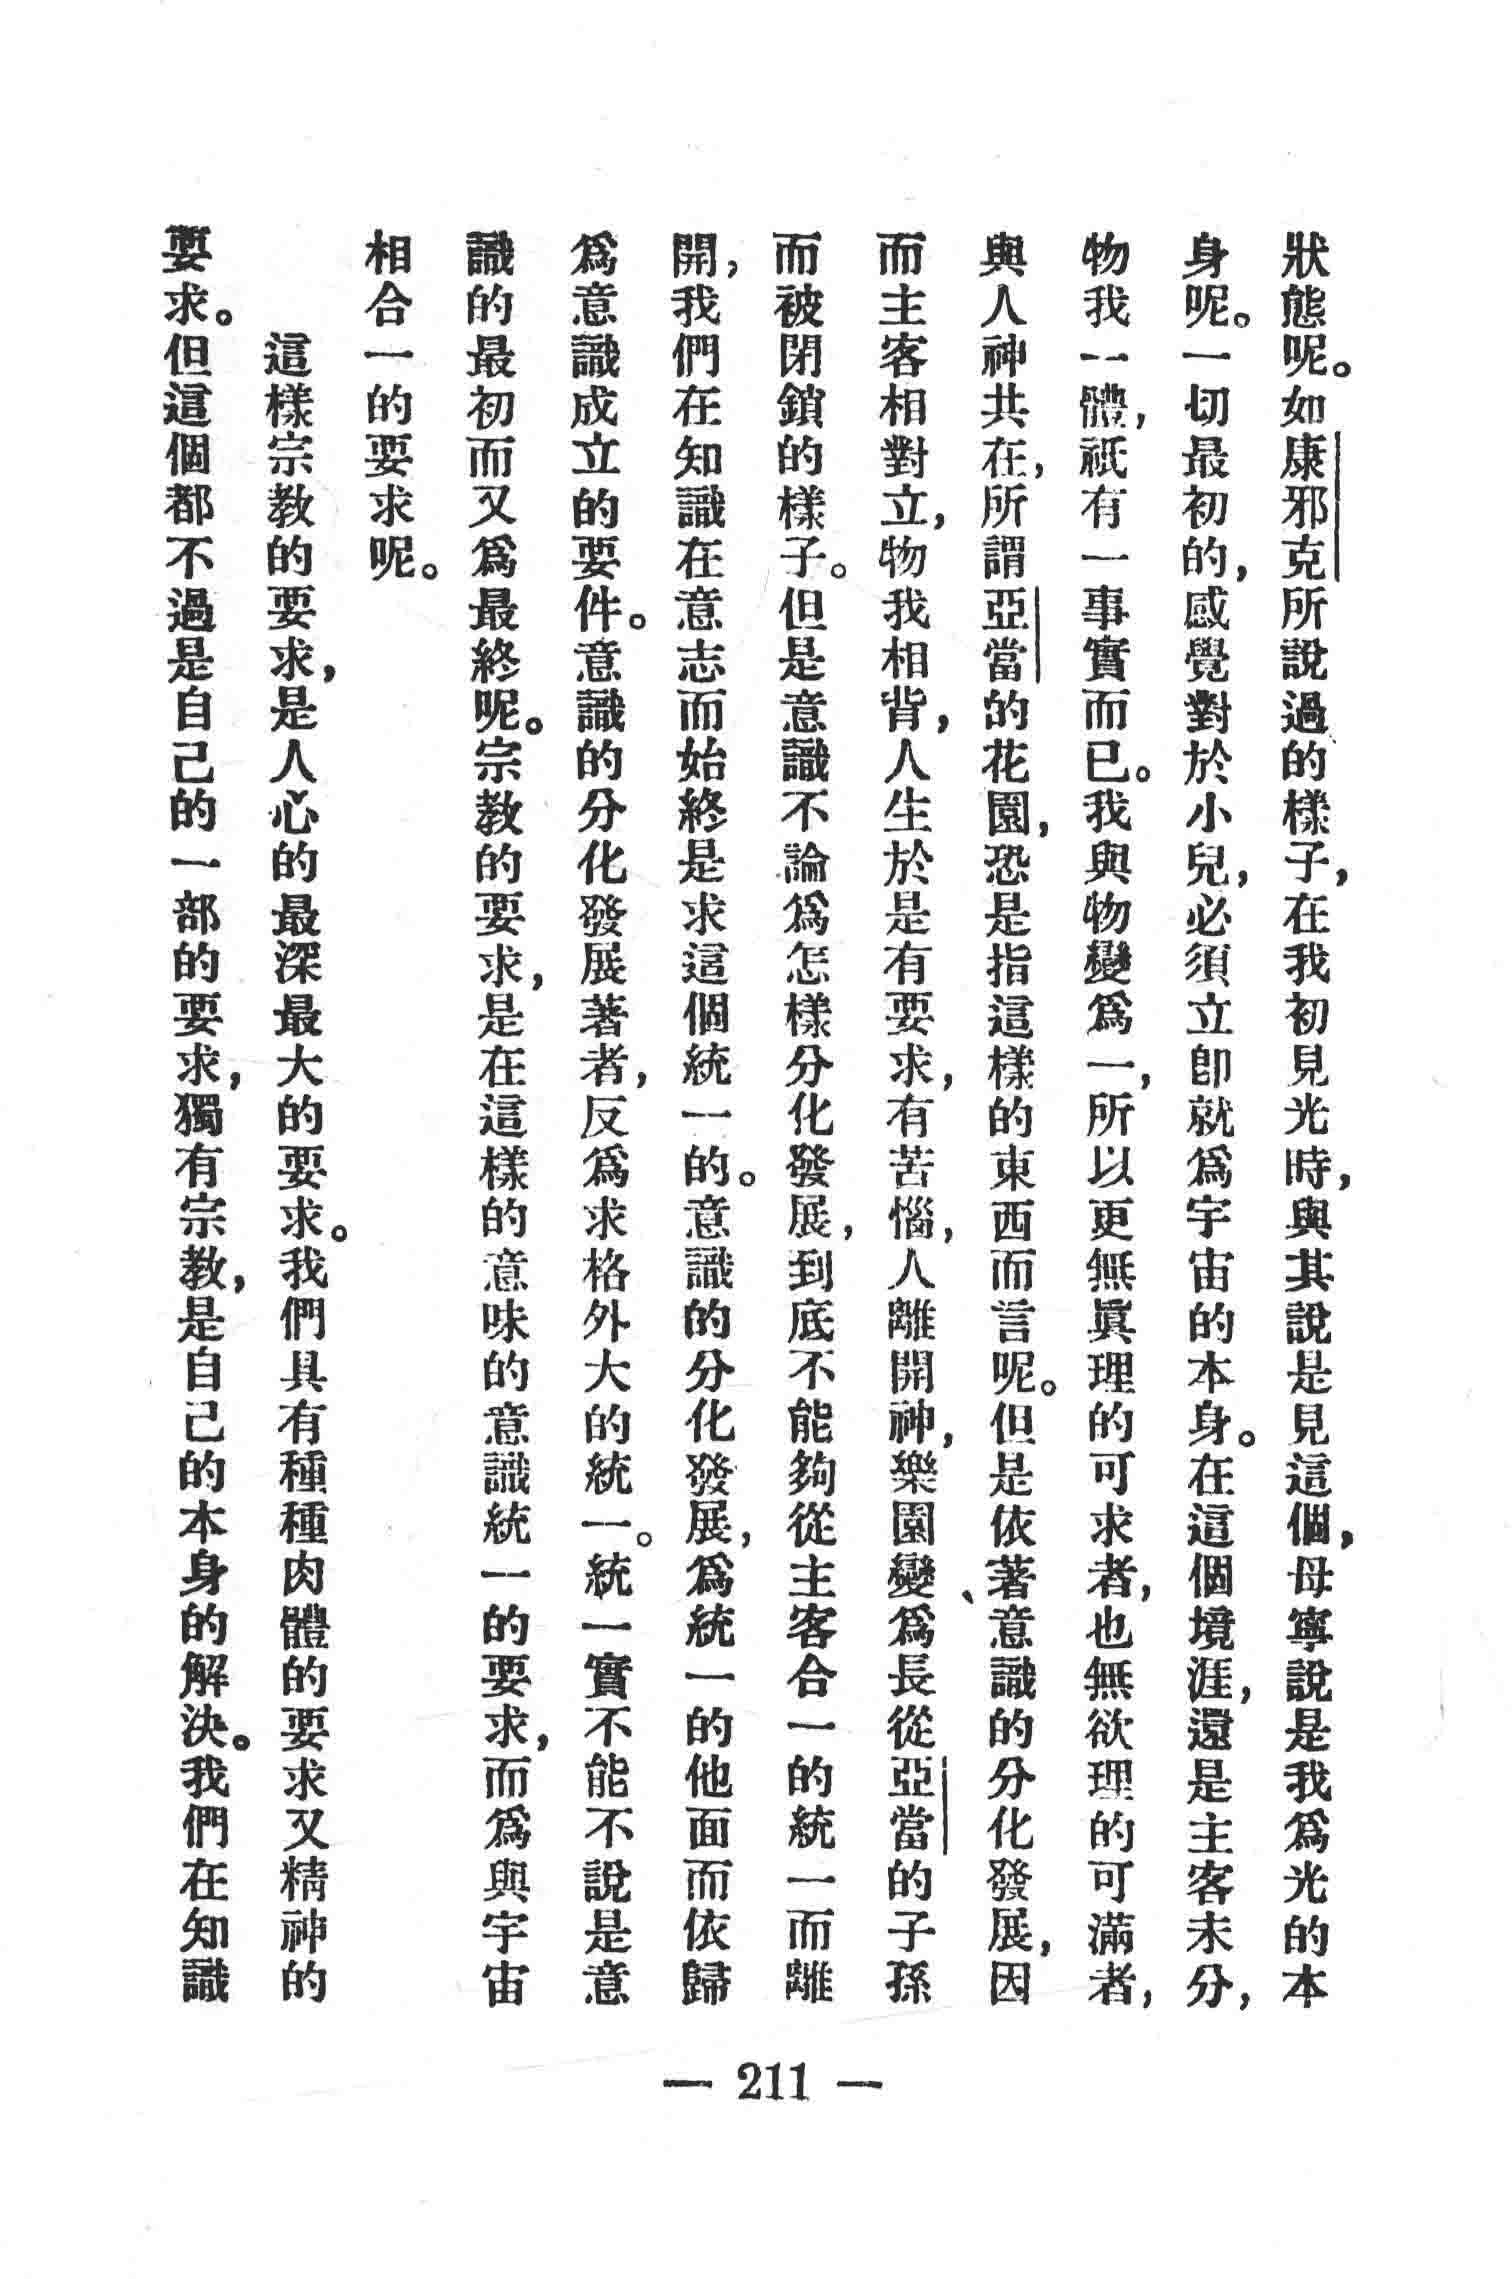 狀態呢。如康邪克所說過的樣子，在我初見光時，與其說是見這個，毋寧說是我爲光的本
身呢。一切最初的，感覺對於小兒，必須立卽就爲宇宙的本身。在這個境涯，還是主客未分，
物我一體，祇有一事實而已。我與物變爲一，所以更無眞理的可求者，也無欲理的可滿者，
與人神共在，所謂亞當的花園，恐是指這樣的東西而言呢。但是依著意識的分化發展，因
而主客相對立，物我相背，人生於是有要求，有苦惱，人離開神，樂園變、爲長從亞當的子孫
而被閉鎖的樣子。但是意識不論爲怎樣分化發展，到底不能夠從主客合一的統一而離
開，我們在知識在意志而始終是求這個統一的。意識的分化發展，爲統一的他面而依歸
爲意識成立的要件。意識的分化發展著者，反爲求格外大的統一。統一實不能不說是意
識的最初而又爲最終呢。宗教的要求，是在這樣的意味的意識統一的要求，而爲與宇宙
相合一的要求呢。
這樣宗教的要求，是人心的最深最大的要求。我們具有種種肉體的要求又精神的
要求。但這個都不過是自己的一部的要求，獨有宗教，是自己的本身的解決。我們在知識
— 211 —